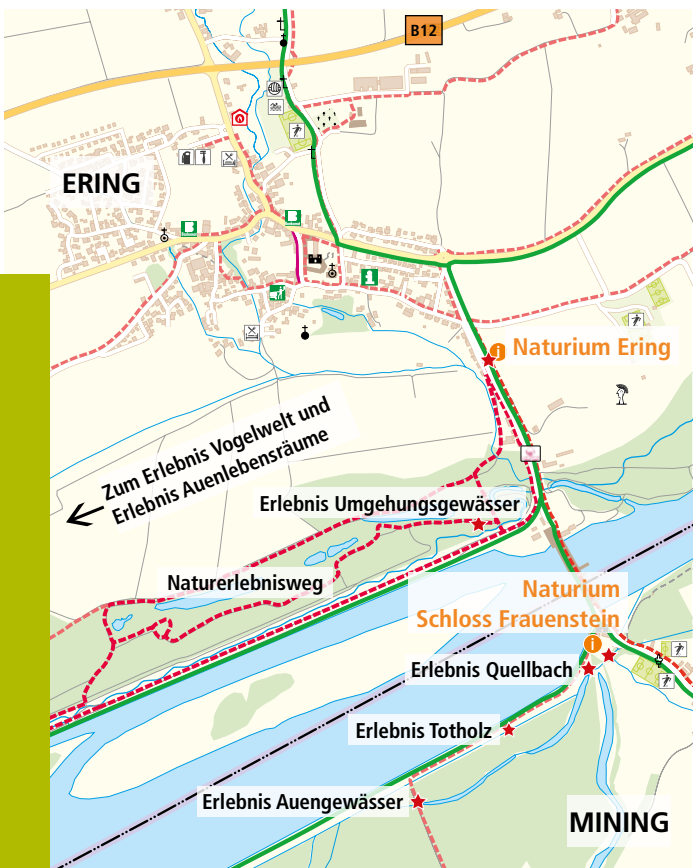 B12
ERING
Naturium Ering
Zum Erlebnis Vogelwelt und
Erlebnis Auenlebensräume
Erlebnis Umgehungsgewässer
Naturerlebnisweg
Naturium
Schloss Frauenstein
Erlebnis Quellbach
Erlebnis Totholz
Erlebnis Auengewässer
MINING